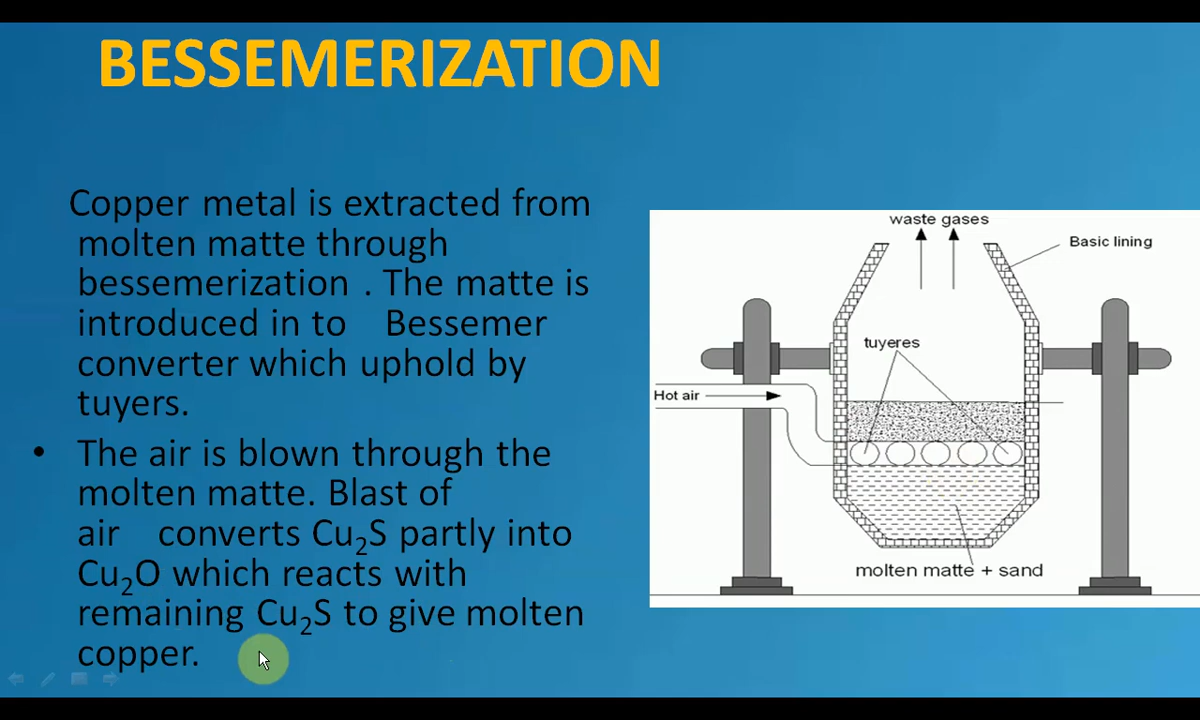 BESSEMERIZATION
Copper metal is extracted from
molten matte through
bessemerization . The matte is
introduced in to Bessemer
converter which uphold by
tuyers.
• The air is blown through the
molten matte. Blast of
air converts Cu₂S partly into
Cu₂O which reacts with
remaining Cu₂S to give molten
copper.
waste gases
Basic lining
tuyeres
Hot air
molten matte + sand